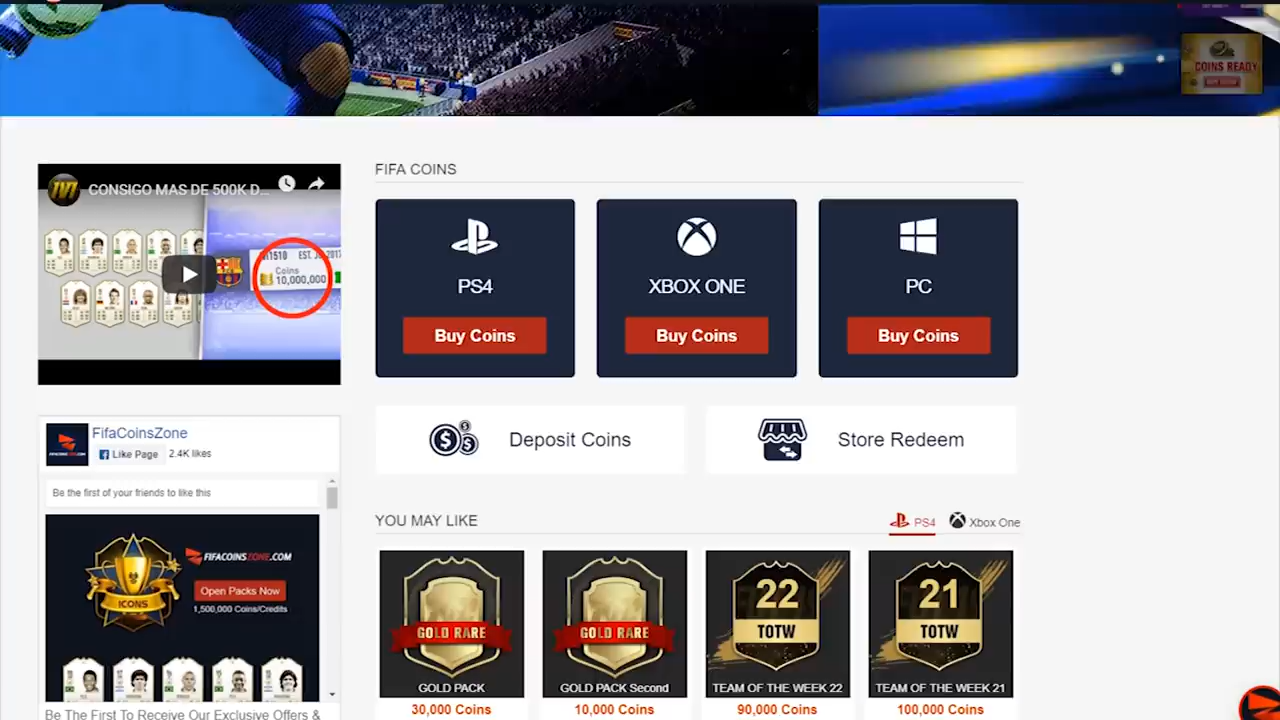 COINS READY
FIFA COINS
CONSIGO MAS DE 500K D...
Coins
10,000,000
PS4
XBOX ONE
PC
Buy Coins
Buy Coins
Buy Coins
FifaCoinsZone
Like Page
2.4K likes
Deposit Coins
Store Redeem
Be the first of your friends to like this
YOU MAY LIKE
PS4
Xbox One
FIFACOINSZONE.COM
Open Packs Now
1,500,000 Coins/Credits
ICONS
GOLD RARE
GOLD PACK
30,000 Coins
GOLD RARE
GOLD PACK Second
10,000 Coins
22
TOTW
TEAM OF THE WEEK 22
90,000 Coins
21
TOTW
TEAM OF THE WEEK 21
100,000 Coins
Be The First To Receive Our Exclusive Offers &